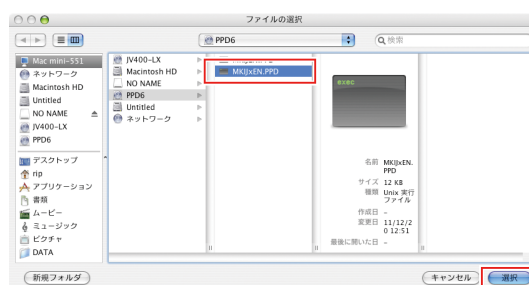 ファイルの選択
PPD6
検索
Mac mini-551
ネットワーク
Macintosh HD
Untitled
NO NAME
JV400-LX
PPD6
デスクトップ
rip
アプリケーション
書類
ムービー
ミュージック
ピクチャ
DATA
JV400-LX
Macintosh HD
NO NAME
PPD6
Untitled
ネットワーク
MKIJxEN.PPD
exec
名前 MKIJxEN.
PPD
サイズ 12 KB
種類 Unix 実行
ファイル
作成日 -
変更日 11/12/2
0 12:51
最後に開いた日 -
新規フォルダ
キャンセル
選択